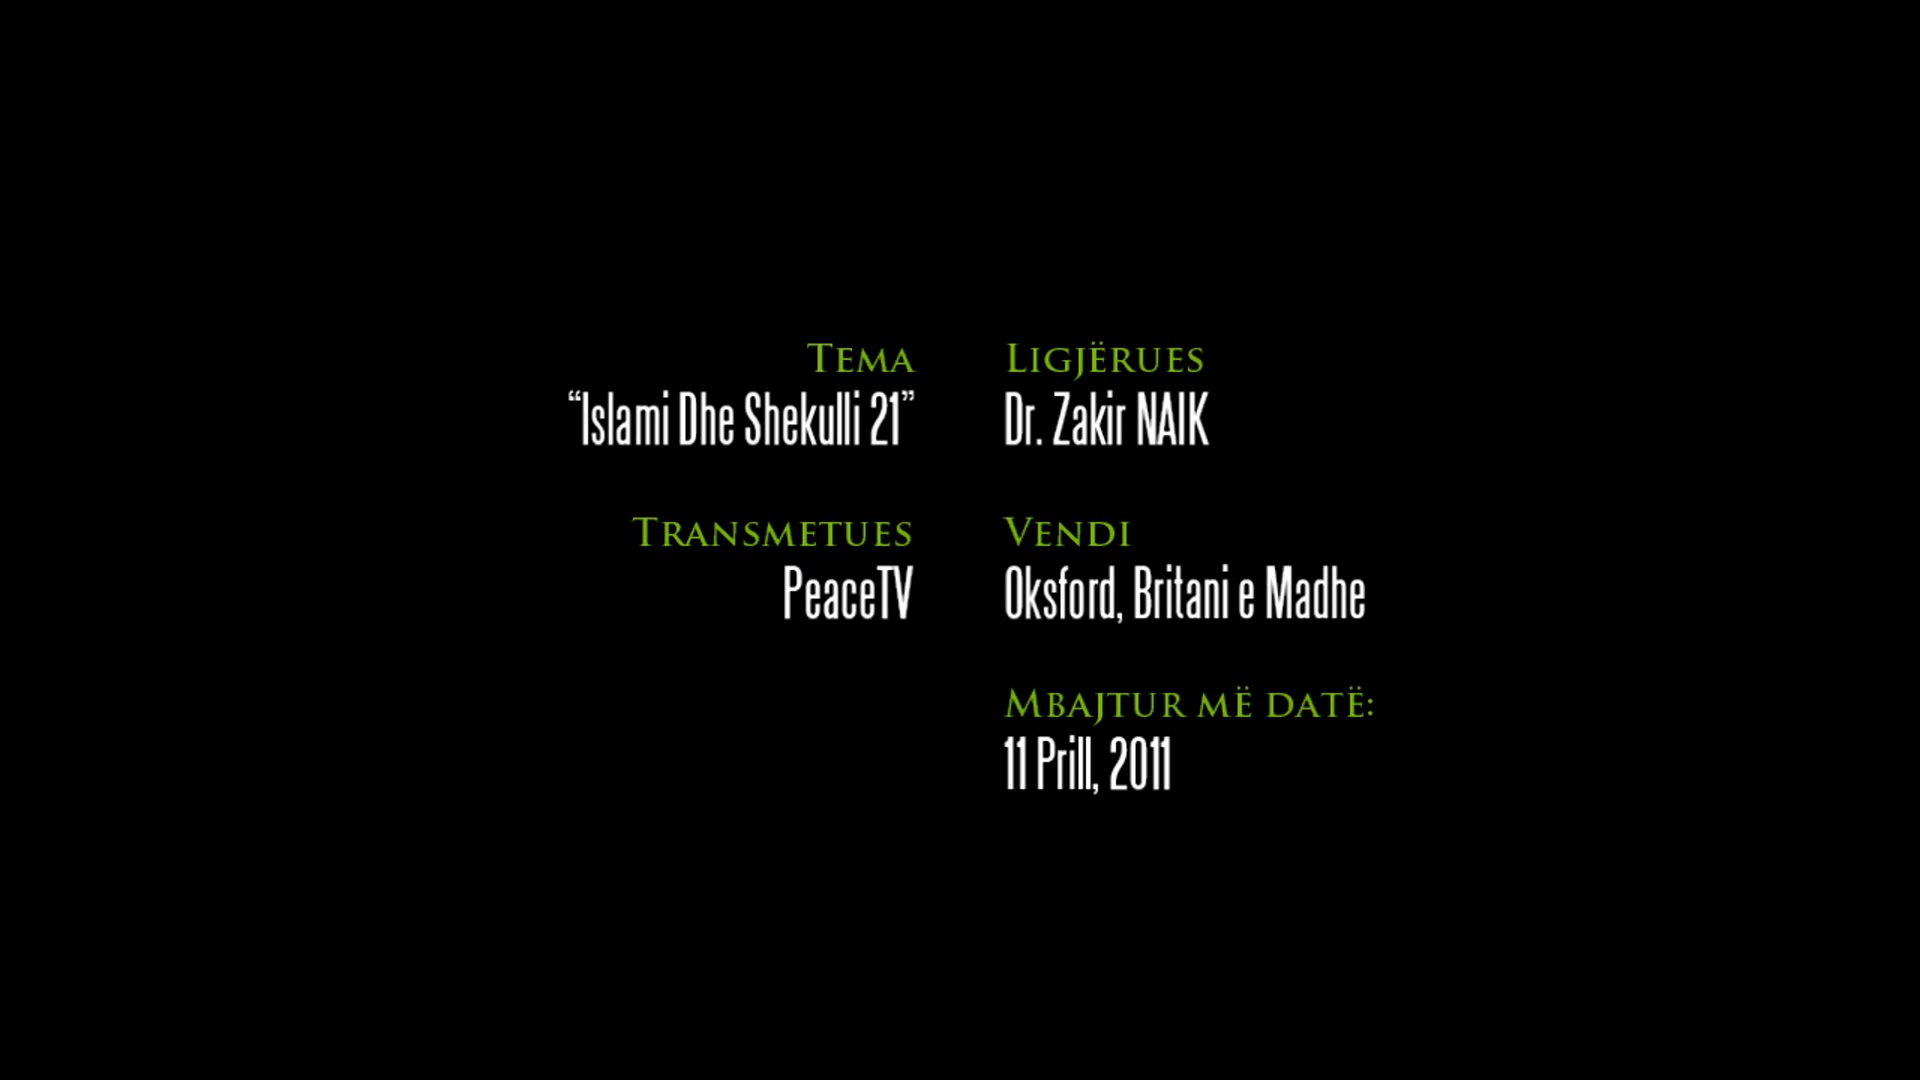 Tema
“Islami Dhe Shekulli 21”
Ligjërues
Dr. Zakir NAIK
Transmetues
PeaceTV
Vendi
Oksford, Britani e Madhe
Mbajtur më datë:
11 Prill, 2011